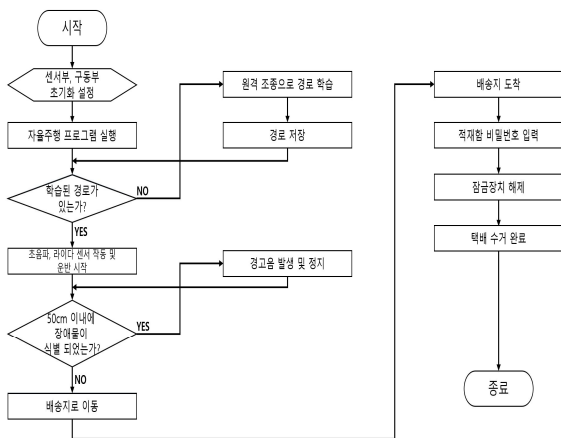 시작
센서부, 구동부
초기화 설정
자율주행 프로그램 실행
학습된 경로가
있는가?
NO
원격 조종으로 경로 학습
경로 저장
YES
초음파, 라이다 센서 작동 및
운반 시작
50cm 이내에
장애물이
식별 되었는가?
YES
경고음 발생 및 정지
NO
배송지로 이동
배송지 도착
적재함 비밀번호 입력
잠금장치 해제
택배 수거 완료
종료